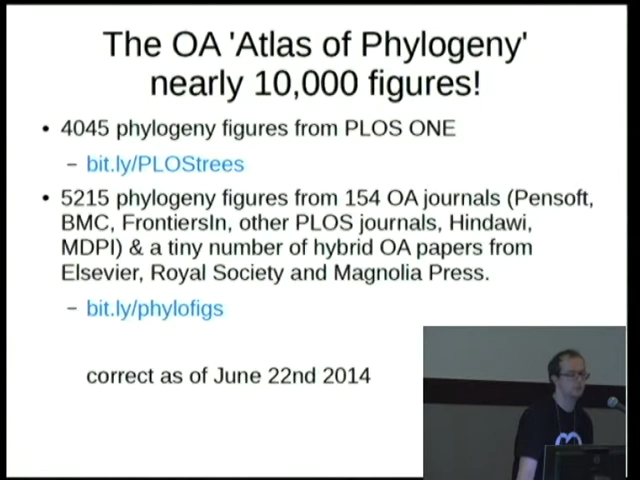 The OA 'Atlas of Phylogeny'
nearly 10,000 figures!
• 4045 phylogeny figures from PLOS ONE
– bit.ly/PLOStrees
• 5215 phylogeny figures from 154 OA journals (Pensoft,
BMC, FrontiersIn, other PLOS journals, Hindawi,
MDPI) & a tiny number of hybrid OA papers from
Elsevier, Royal Society and Magnolia Press.
– bit.ly/phylofigs
correct as of June 22nd 2014